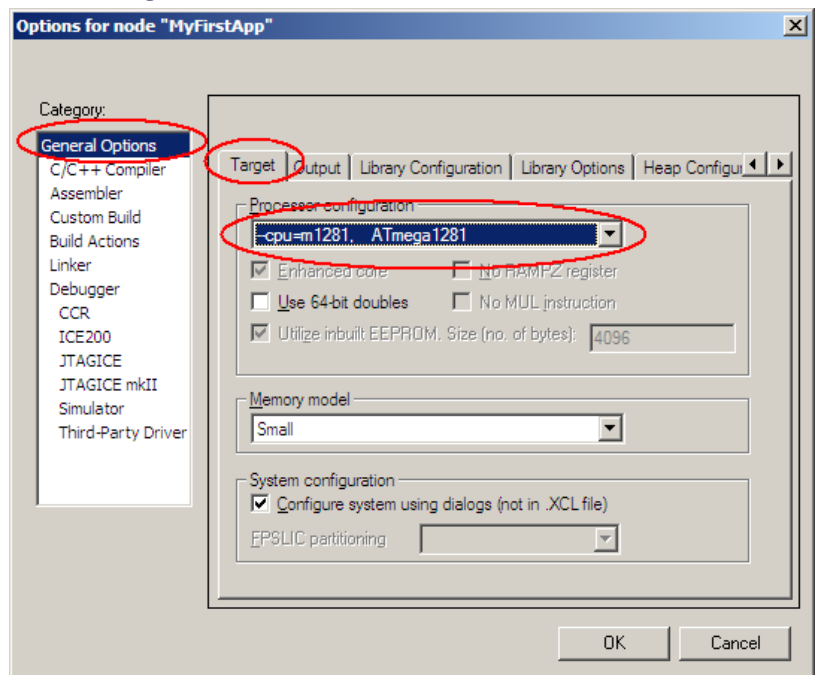 Options for node "MyFirstApp"
Category:
General Options
C/C++ Compiler
Assembler
Custom Build
Build Actions
Linker
Debugger
CCR
ICE200
JTAGICE
JTAGICE mkII
Simulator
Third-Party Driver
Target Output Library Configuration Library Options Heap Configur
Processor configuration
--cpu=m1281, ATmega1281
Enhanced core No RAMPZ register
Use 64-bit doubles No MUL instruction
Utilize inbuilt EEPROM. Size (no. of bytes): 4096
Memory model
Small
System configuration
Configure system using dialogs (not in .XCL file)
FPSLIC partitioning
OK Cancel